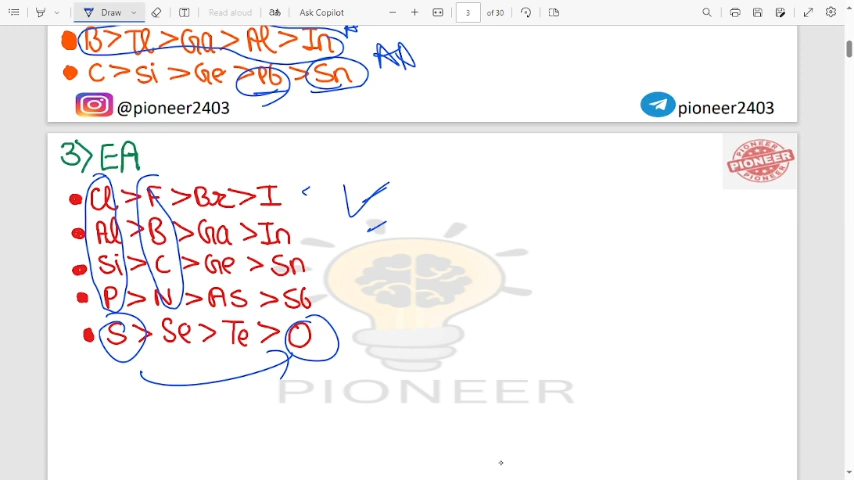 Draw
Read aloud
Ask Copilot
3 of 30
B > Tl > Ga > Al > In
C > Si > Ge > Pb > Sn
@pioneer2403
pioneer2403
3> EA
PIONEER
Cl > F > Br > I
Al > B > Ga > In
Si > C > Ge > Sn
P > N > AS > Sb
S > Se > Te > O
PIONEER